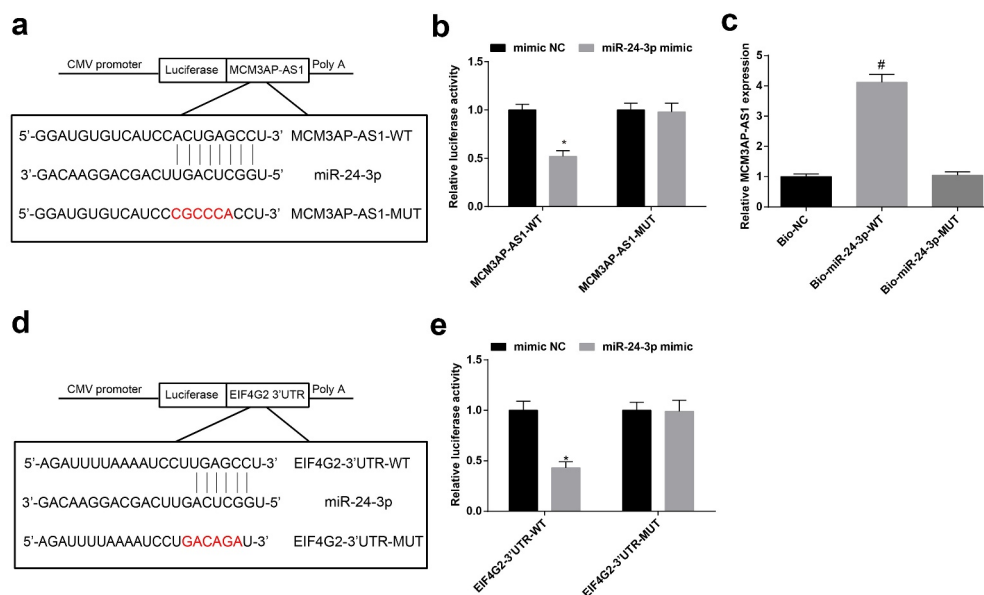 a
CMV promoter
Luciferase
MCM3AP-AS1
Poly A
5'-GGAUGUGUCAUCCACUGAGCCU-3' MCM3AP-AS1-WT
3'-GACAAGGACGACUUGACUCGGU-5' miR-24-3p
5'-GGAUGUGUCAUCCCGCCCACCU-3' MCM3AP-AS1-MUT
b
mimic NC
miR-24-3p mimic
Relative luciferase activity
1.5
1.0
0.5
0.0
*
MCM3AP-AS1-WT
MCM3AP-AS1-MUT
c
Relative MCM3AP-AS1 expression
5
4
3
2
1
0
#
Bio-NC
Bio-miR-24-3p-WT
Bio-miR-24-3p-MUT
d
CMV promoter
Luciferase
EIF4G2 3'UTR
Poly A
5'-AGAUUUUAAAAUCCUUGAGCCU-3' EIF4G2-3'UTR-WT
3'-GACAAGGACGACUUGACUCGGU-5' miR-24-3p
5'-AGAUUUUAAAAUCCUGACAGAU-3' EIF4G2-3'UTR-MUT
e
mimic NC
miR-24-3p mimic
Relative luciferase activity
1.5
1.0
0.5
0.0
*
EIF4G2-3'UTR-WT
EIF4G2-3'UTR-MUT